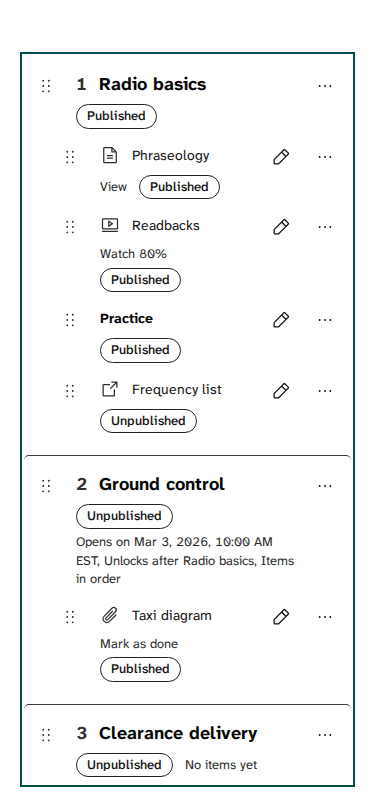 1 Radio basics
Published
Phraseology
View Published
Readbacks
Watch 80%
Published
Practice
Published
Frequency list
Unpublished
2 Ground control
Unpublished
Opens on Mar 3, 2026, 10:00 AM
EST, Unlocks after Radio basics, Items
in order
Taxi diagram
Mark as done
Published
3 Clearance delivery
Unpublished No items yet